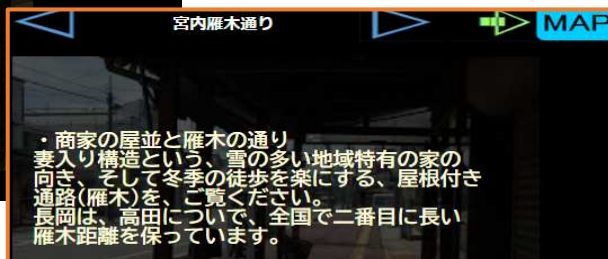 宮内雁木通り
MAP
・商家の屋並と雁木の通り
妻入り構造という、雪の多い地域特有の家の
向き、そして冬季の徒歩を楽にする、屋根付き
通路(雁木)を、ご覧ください。
長岡は、高田についで、全国で二番目に長い
雁木距離を保っています。